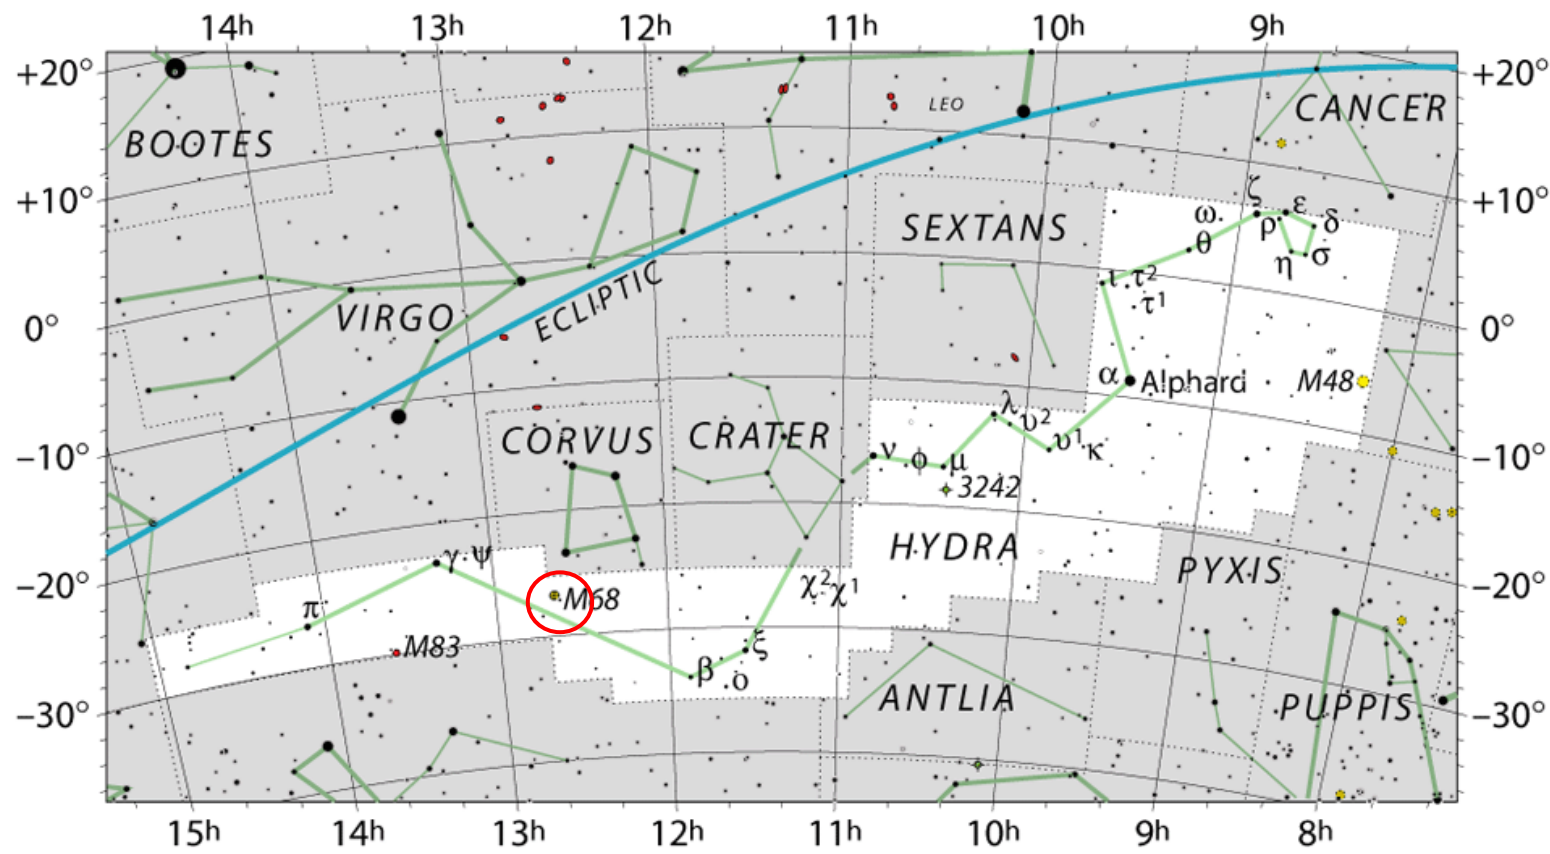 14h 13h 12h 11h 10h 9h
+20° +20°
LEO
CANCER
BOOTES
+10° +10°
ζ ε
ω ρ δ
SEXTANS
θ η σ
ι τ² τ¹
VIRGO
ECLIPTIC
0° 0°
α Alphard
M48
λ υ² υ¹ κ
CORVUS CRATER
ν φ μ
−10° −10°
3242
HYDRA
PYXIS
γ ψ
−20° −20°
χ² χ¹
π M68
M83
ξ
β ο
ANTLIA
PUPPIS
−30° −30°
15h 14h 13h 12h 11h 10h 9h 8h